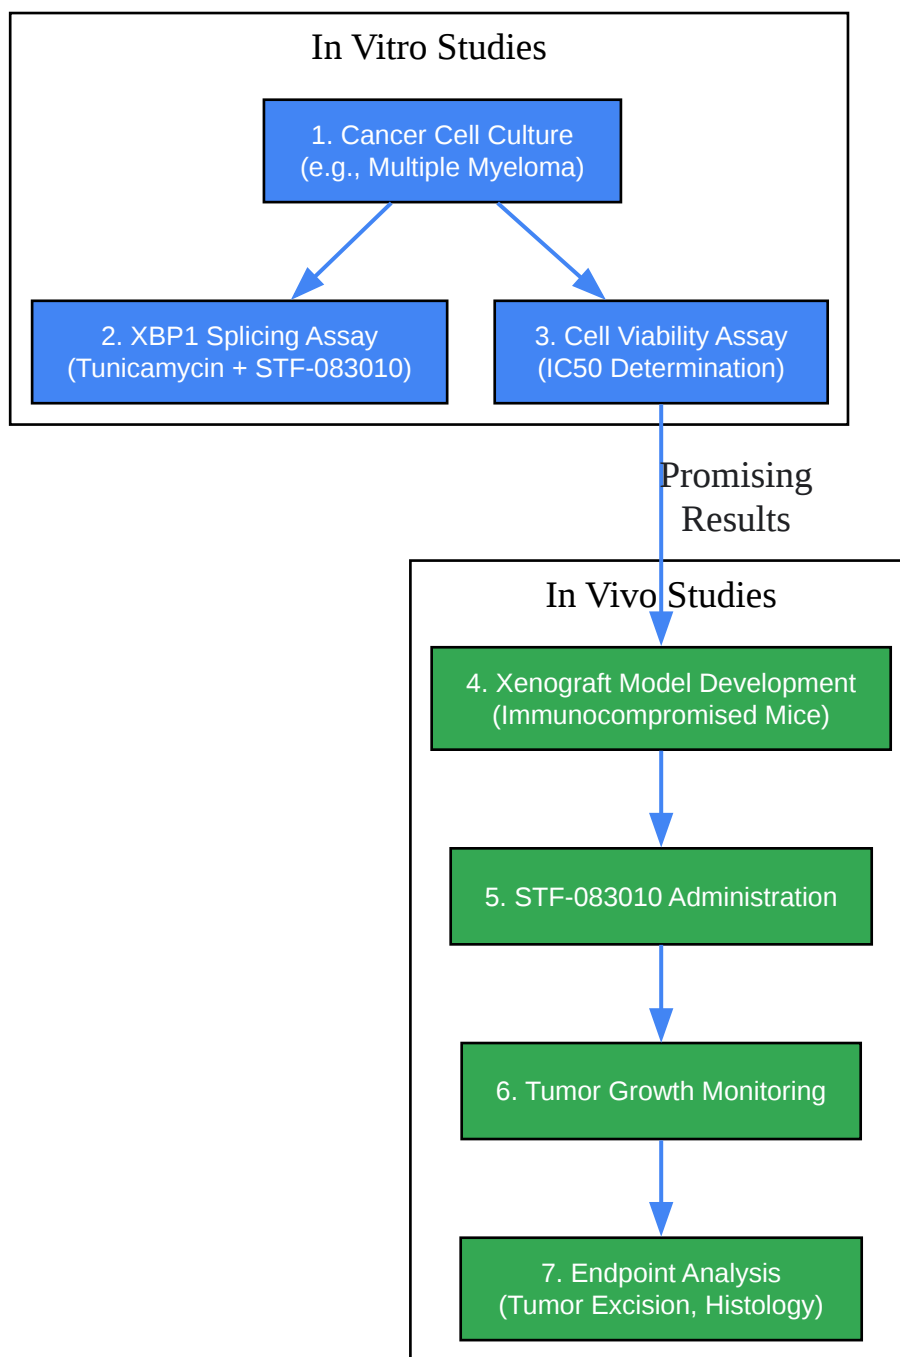 In Vitro Studies
1. Cancer Cell Culture
(e.g., Multiple Myeloma)
2. XBP1 Splicing Assay
(Tunicamycin + STF-083010)
3. Cell Viability Assay
(IC50 Determination)
Promising
Results
In Vivo Studies
4. Xenograft Model Development
(Immunocompromised Mice)
5. STF-083010 Administration
6. Tumor Growth Monitoring
7. Endpoint Analysis
(Tumor Excision, Histology)